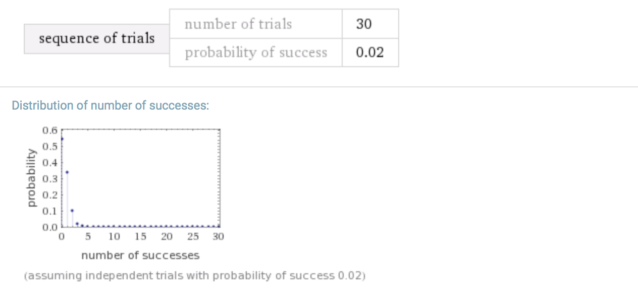 sequence of trials
number of trials 30
probability of success 0.02
Distribution of number of successes:
0.6
0.5
0.4
0.3
0.2
0.1
0.0
probability
0 5 10 15 20 25 30
number of successes
(assuming independent trials with probability of success 0.02)